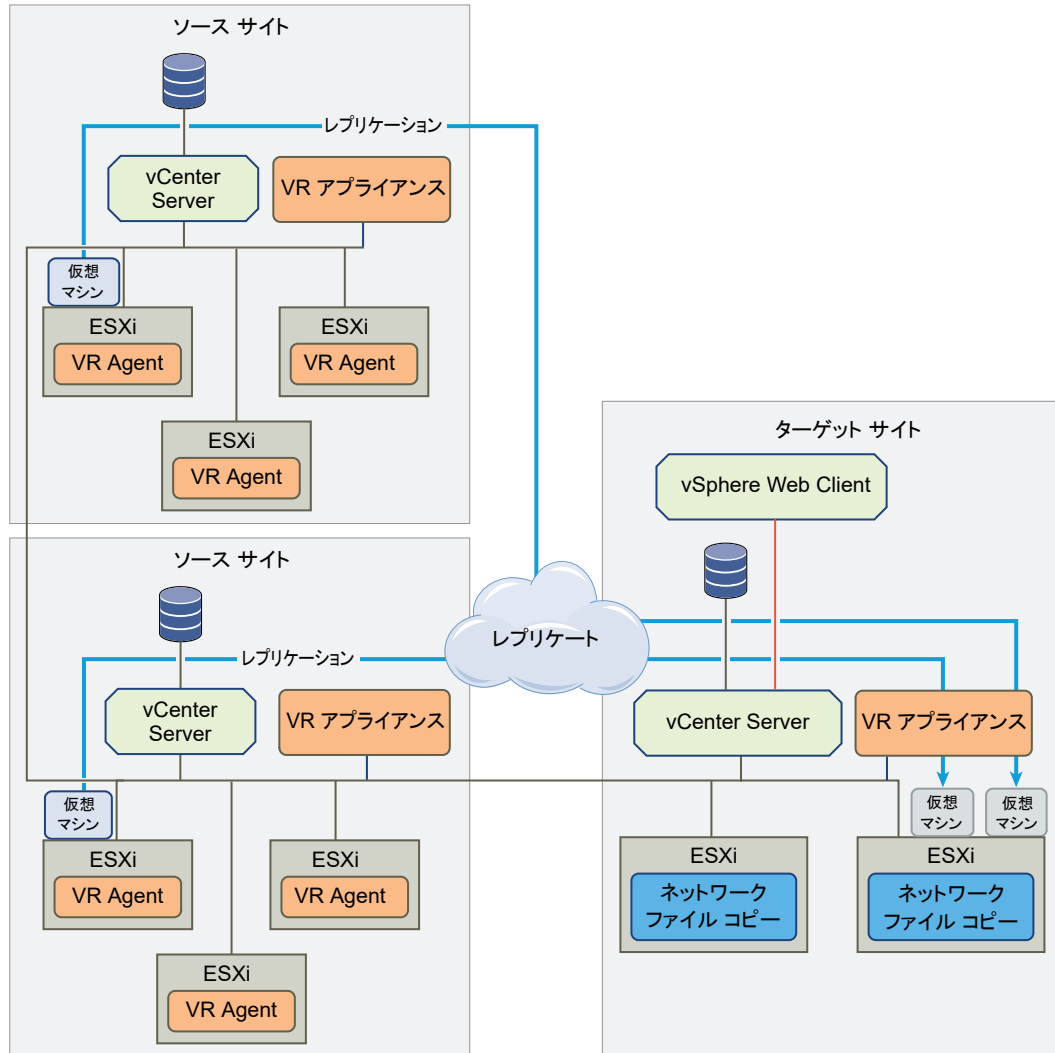 ソース サイト
レプリケーション
vCenter
Server
VR アプライアンス
仮想
マシン
ESXi
VR Agent
ESXi
VR Agent
ESXi
VR Agent
ソース サイト
レプリケーション
vCenter
Server
VR アプライアンス
仮想
マシン
ESXi
VR Agent
ESXi
VR Agent
ESXi
VR Agent
レプリケート
ターゲット サイト
vSphere Web Client
vCenter Server
VR アプライアンス
仮想
マシン
仮想
マシン
ESXi
ネットワーク
ファイル コピー
ESXi
ネットワーク
ファイル コピー